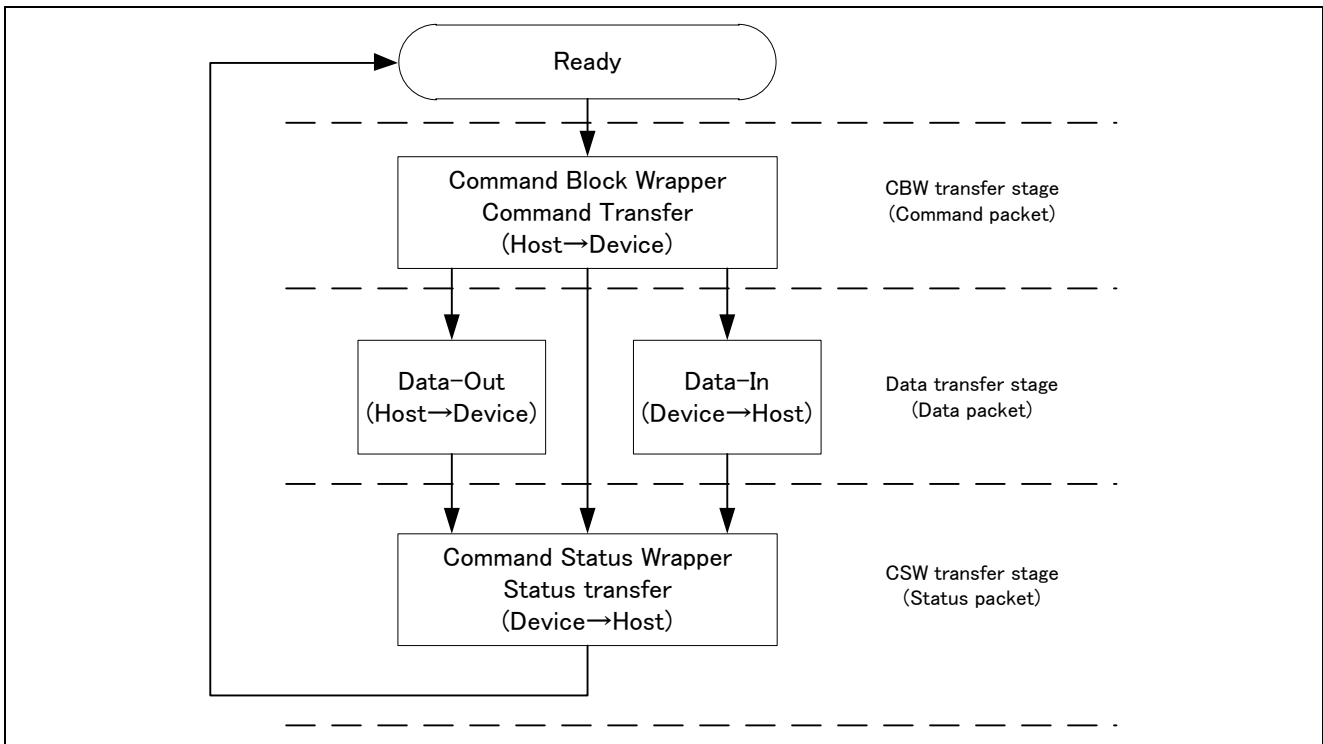 Ready
Command Block Wrapper
Command Transfer
(Host→Device)
CBW transfer stage
(Command packet)
Data-Out
(Host→Device)
Data-In
(Device→Host)
Data transfer stage
(Data packet)
Command Status Wrapper
Status transfer
(Device→Host)
CSW transfer stage
(Status packet)